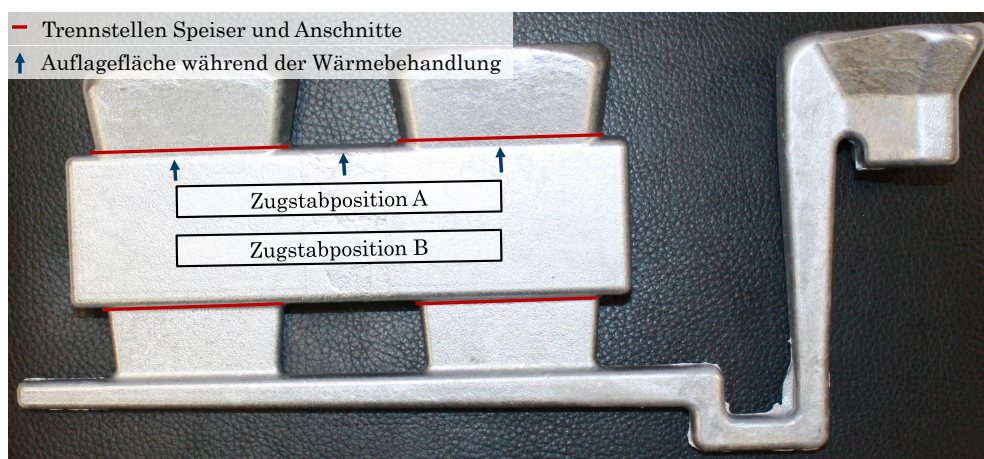 Trennstellen Speiser und Anschnitte
Auflagefläche während der Wärmebehandlung
Zugstabposition A
Zugstabposition B